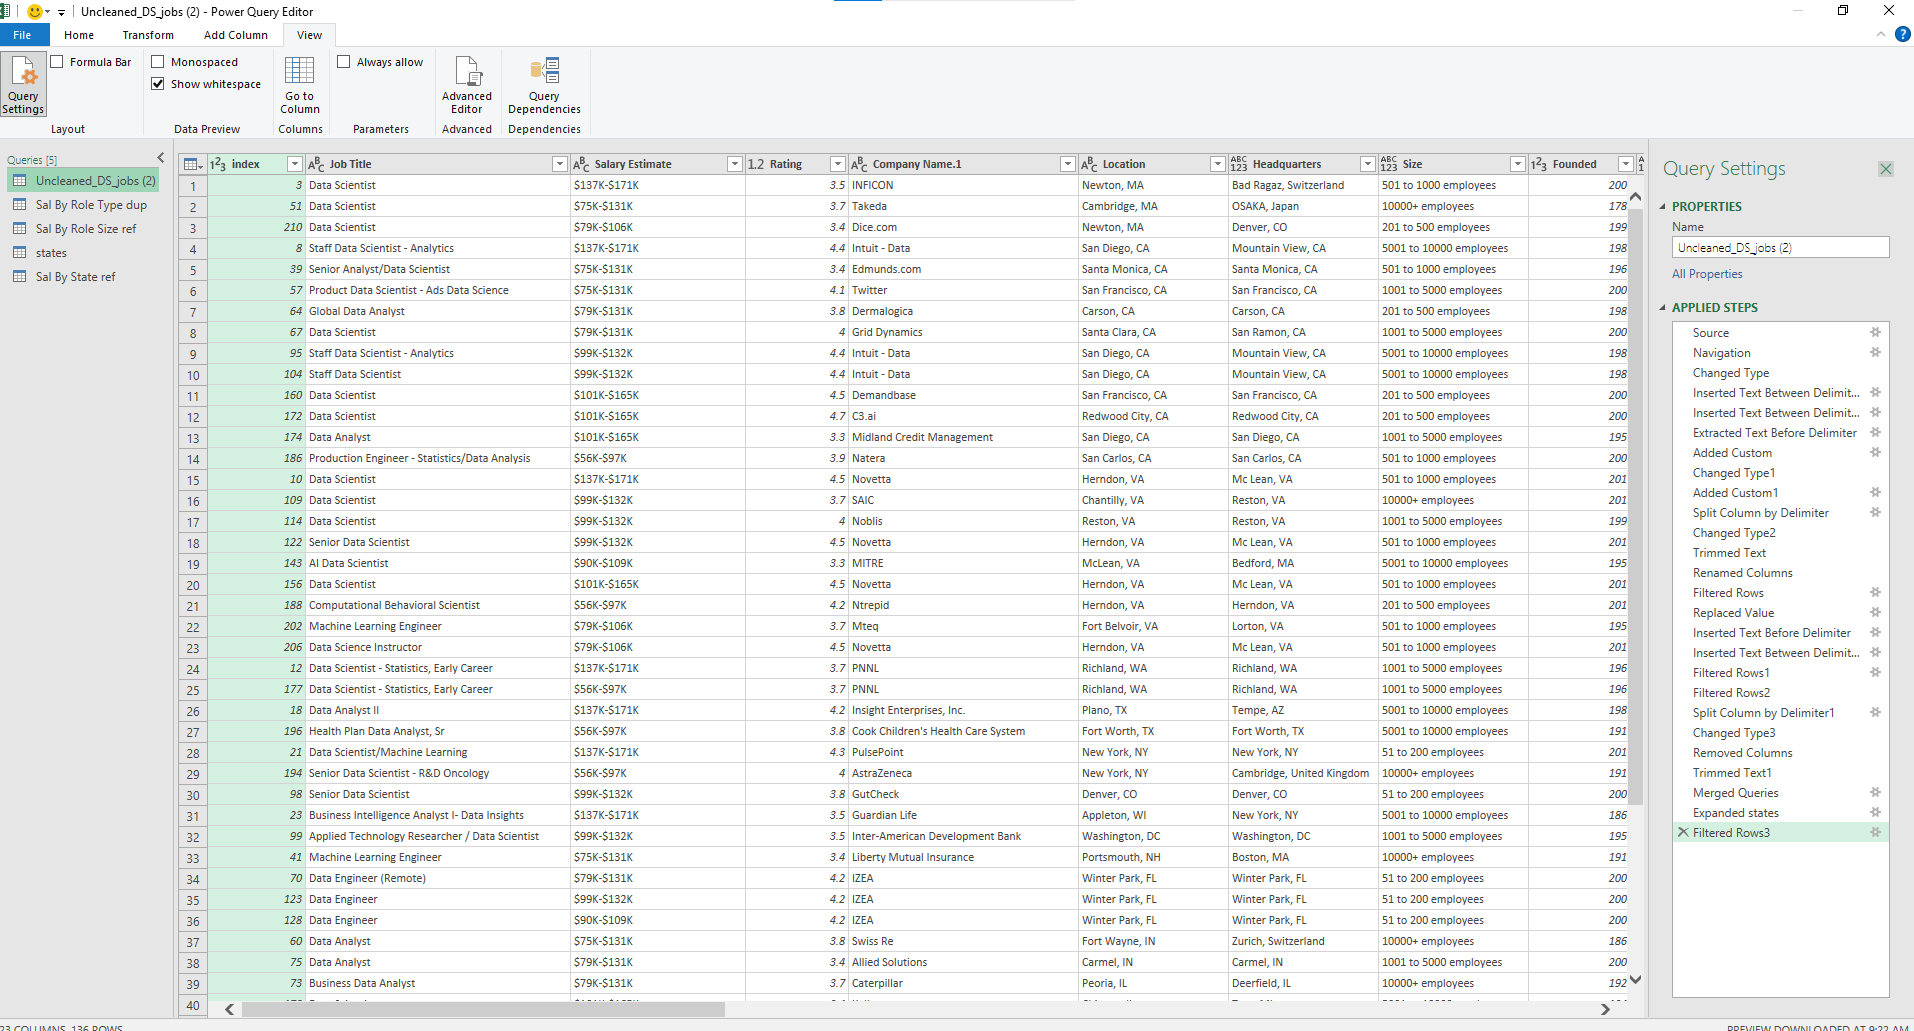 Uncleaned_DS_jobs (2) - Power Query Editor
File Home Transform Add Column View
Query Settings
Formula Bar
Layout
Monospaced
Show whitespace
Data Preview
Go to Column
Columns
Always allow
Parameters
Advanced Editor
Advanced
Query Dependencies
Dependencies
Queries [5]
Uncleaned_DS_jobs (2)
Sal By Role Type dup
Sal By Role Size ref
states
Sal By State ref
index Job Title Salary Estimate Rating Company Name.1 Location Headquarters Size Founded
1 3 Data Scientist $137K-$171K 3.5 INFICON Newton, MA Bad Ragaz, Switzerland 501 to 1000 employees 200
2 51 Data Scientist $75K-$131K 3.7 Takeda Cambridge, MA OSAKA, Japan 10000+ employees 178
3 210 Data Scientist $79K-$106K 3.4 Dice.com Newton, MA Denver, CO 201 to 500 employees 199
4 8 Staff Data Scientist - Analytics $137K-$171K 4.4 Intuit - Data San Diego, CA Mountain View, CA 5001 to 10000 employees 198
5 39 Senior Analyst/Data Scientist $75K-$131K 3.4 Edmunds.com Santa Monica, CA Santa Monica, CA 501 to 1000 employees 196
6 57 Product Data Scientist - Ads Data Science $75K-$131K 4.1 Twitter San Francisco, CA San Francisco, CA 1001 to 5000 employees 200
7 64 Global Data Analyst $79K-$131K 3.8 Dermalogica Carson, CA Carson, CA 201 to 500 employees 198
8 67 Data Scientist $79K-$131K 4 Grid Dynamics Santa Clara, CA San Ramon, CA 1001 to 5000 employees 200
9 95 Staff Data Scientist - Analytics $99K-$132K 4.4 Intuit - Data San Diego, CA Mountain View, CA 5001 to 10000 employees 198
10 104 Staff Data Scientist $99K-$132K 4.4 Intuit - Data San Diego, CA Mountain View, CA 5001 to 10000 employees 198
11 160 Data Scientist $101K-$165K 4.5 Demandbase San Francisco, CA San Francisco, CA 201 to 500 employees 200
12 172 Data Scientist $101K-$165K 4.7 C3.ai Redwood City, CA Redwood City, CA 201 to 500 employees 200
13 174 Data Analyst $101K-$165K 3.3 Midland Credit Management San Diego, CA San Diego, CA 1001 to 5000 employees 195
14 186 Production Engineer - Statistics/Data Analysis $56K-$97K 3.9 Natera San Carlos, CA San Carlos, CA 1001 to 5000 employees 200
15 10 Data Scientist $137K-$171K 4.5 Novetta Herndon, VA Mc Lean, VA 501 to 1000 employees 201
16 109 Data Scientist $99K-$132K 3.7 SAIC Chantilly, VA Reston, VA 10000+ employees 201
17 114 Data Scientist $99K-$132K 4 Noblis Reston, VA Reston, VA 1001 to 5000 employees 199
18 122 Senior Data Scientist $99K-$132K 4.5 Novetta Herndon, VA Mc Lean, VA 501 to 1000 employees 201
19 143 AI Data Scientist $90K-$109K 3.3 MITRE McLean, VA Bedford, MA 5001 to 10000 employees 195
20 156 Data Scientist $101K-$165K 4.5 Novetta Herndon, VA Mc Lean, VA 501 to 1000 employees 201
21 188 Computational Behavioral Scientist $56K-$97K 4.2 Ntrepid Herndon, VA Herndon, VA 201 to 500 employees 201
22 202 Machine Learning Engineer $79K-$106K 3.7 Mteq Fort Belvoir, VA Lorton, VA 501 to 1000 employees 195
23 206 Data Science Instructor $79K-$106K 4.5 Novetta Herndon, VA Mc Lean, VA 501 to 1000 employees 201
24 12 Data Scientist - Statistics, Early Career $137K-$171K 3.7 PNNL Richland, WA Richland, WA 1001 to 5000 employees 196
25 177 Data Scientist - Statistics, Early Career $56K-$97K 3.7 PNNL Richland, WA Richland, WA 1001 to 5000 employees 196
26 18 Data Analyst II $137K-$171K 4.2 Insight Enterprises, Inc. Plano, TX Tempe, AZ 5001 to 10000 employees 198
27 196 Health Plan Data Analyst, Sr $56K-$97K 3.8 Cook Children's Health Care System Fort Worth, TX Fort Worth, TX 5001 to 10000 employees 191
28 21 Data Scientist/Machine Learning $137K-$171K 4.3 PulsePoint New York, NY New York, NY 51 to 200 employees 201
29 194 Senior Data Scientist - R&D Oncology $56K-$97K 4 AstraZeneca New York, NY Cambridge, United Kingdom 10000+ employees 191
30 98 Senior Data Scientist $99K-$132K 3.8 GutCheck Denver, CO Denver, CO 51 to 200 employees 200
31 23 Business Intelligence Analyst I- Data Insights $137K-$171K 3.5 Guardian Life Appleton, WI New York, NY 5001 to 10000 employees 186
32 99 Applied Technology Researcher / Data Scientist $99K-$132K 3.5 Inter-American Development Bank Washington, DC Washington, DC 1001 to 5000 employees 195
33 41 Machine Learning Engineer $75K-$131K 3.4 Liberty Mutual Insurance Portsmouth, NH Boston, MA 10000+ employees 191
34 70 Data Engineer (Remote) $79K-$131K 4.2 IZEA Winter Park, FL Winter Park, FL 51 to 200 employees 200
35 123 Data Engineer $99K-$132K 4.2 IZEA Winter Park, FL Winter Park, FL 51 to 200 employees 200
36 128 Data Engineer $90K-$109K 4.2 IZEA Winter Park, FL Winter Park, FL 51 to 200 employees 200
37 60 Data Analyst $75K-$131K 3.8 Swiss Re Fort Wayne, IN Zurich, Switzerland 10000+ employees 186
38 75 Data Analyst $79K-$131K 3.4 Allied Solutions Carmel, IN Carmel, IN 1001 to 5000 employees 200
39 73 Business Data Analyst $79K-$131K 3.7 Caterpillar Peoria, IL Deerfield, IL 10000+ employees 192
40
Query Settings
PROPERTIES
Name
Uncleaned_DS_jobs (2)
All Properties
APPLIED STEPS
Source
Navigation
Changed Type
Inserted Text Between Delimit...
Inserted Text Between Delimit...
Extracted Text Before Delimiter
Added Custom
Changed Type1
Added Custom1
Split Column by Delimiter
Changed Type2
Trimmed Text
Renamed Columns
Filtered Rows
Replaced Value
Inserted Text Before Delimiter
Inserted Text Between Delimit...
Filtered Rows1
Filtered Rows2
Split Column by Delimiter1
Changed Type3
Removed Columns
Trimmed Text1
Merged Queries
Expanded states
Filtered Rows3
23 COLUMNS, 136 ROWS
PREVIEW DOWNLOADED AT 9:22 AM